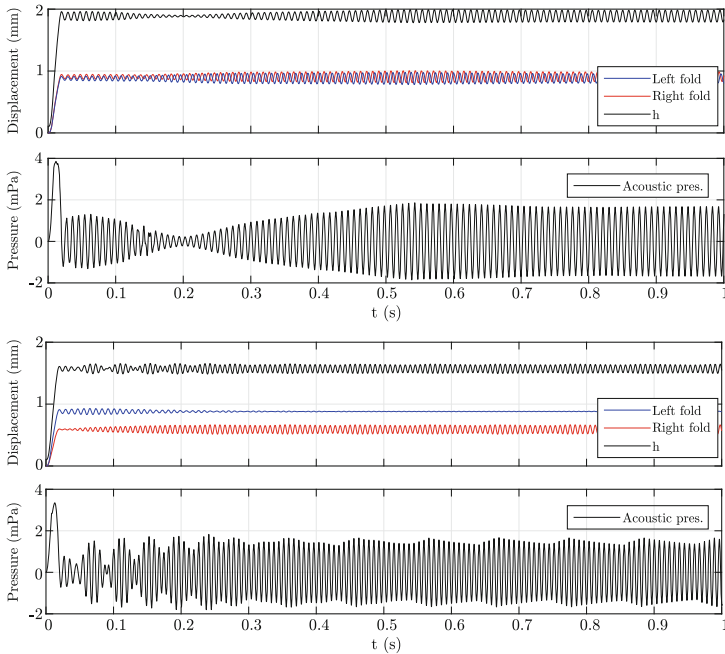 2
1
0
Displacement (mm)
Left fold
Right fold
h
4
2
0
-2
Pressure (mPa)
Acoustic pres.
0 0.1 0.2 0.3 0.4 0.5 0.6 0.7 0.8 0.9 1
t (s)
2
1
0
Displacement (mm)
Left fold
Right fold
h
4
2
0
-2
Pressure (mPa)
Acoustic pres.
0 0.1 0.2 0.3 0.4 0.5 0.6 0.7 0.8 0.9 1
t (s)